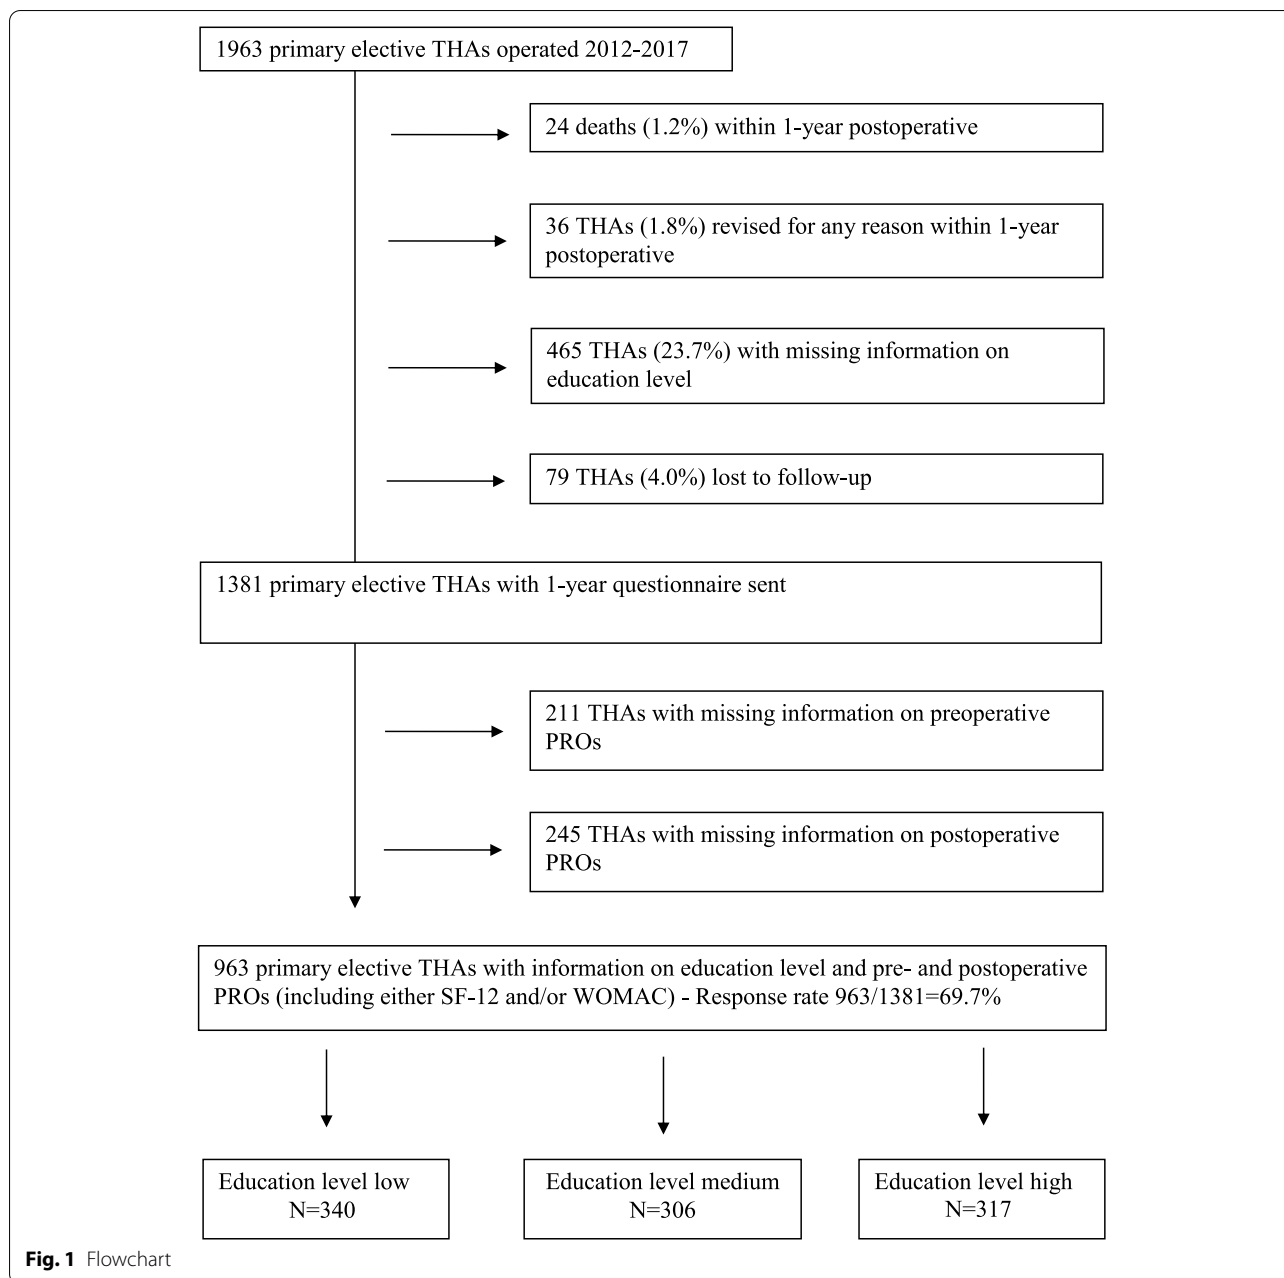 1963 primary elective THAs operated 2012-2017
24 deaths (1.2%) within 1-year postoperative
36 THAs (1.8%) revised for any reason within 1-year
postoperative
465 THAs (23.7%) with missing information on
education level
79 THAs (4.0%) lost to follow-up
1381 primary elective THAs with 1-year questionnaire sent
211 THAs with missing information on preoperative
PROs
245 THAs with missing information on postoperative
PROs
963 primary elective THAs with information on education level and pre- and postoperative
PROs (including either SF-12 and/or WOMAC) - Response rate 963/1381=69.7%
Education level low
N=340
Education level medium
N=306
Education level high
N=317
Fig. 1 Flowchart